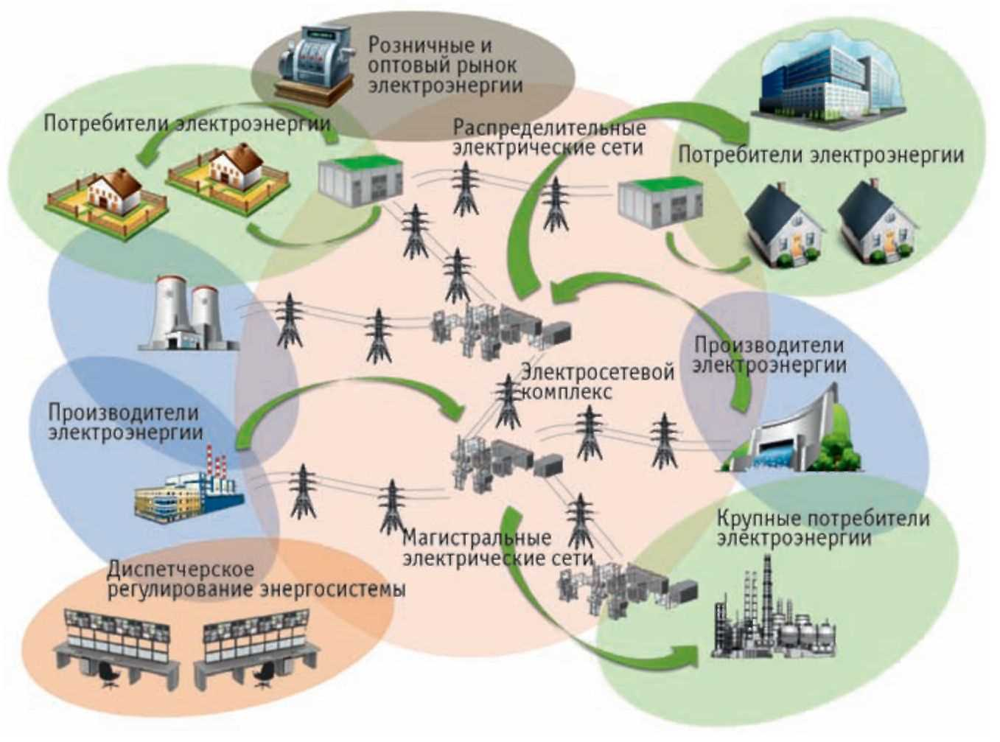 Розничные и
оптовый рынок
электроэнергии
Потребители электроэнергии
Распределительные
электрические сети
Потребители электроэнергии
Производители
электроэнергии
Электросетевой
комплекс
Производители
электроэнергии
Крупные потребители
электроэнергии
Магистральные
электрические сети
Диспетчерское
регулирование энергосистемы